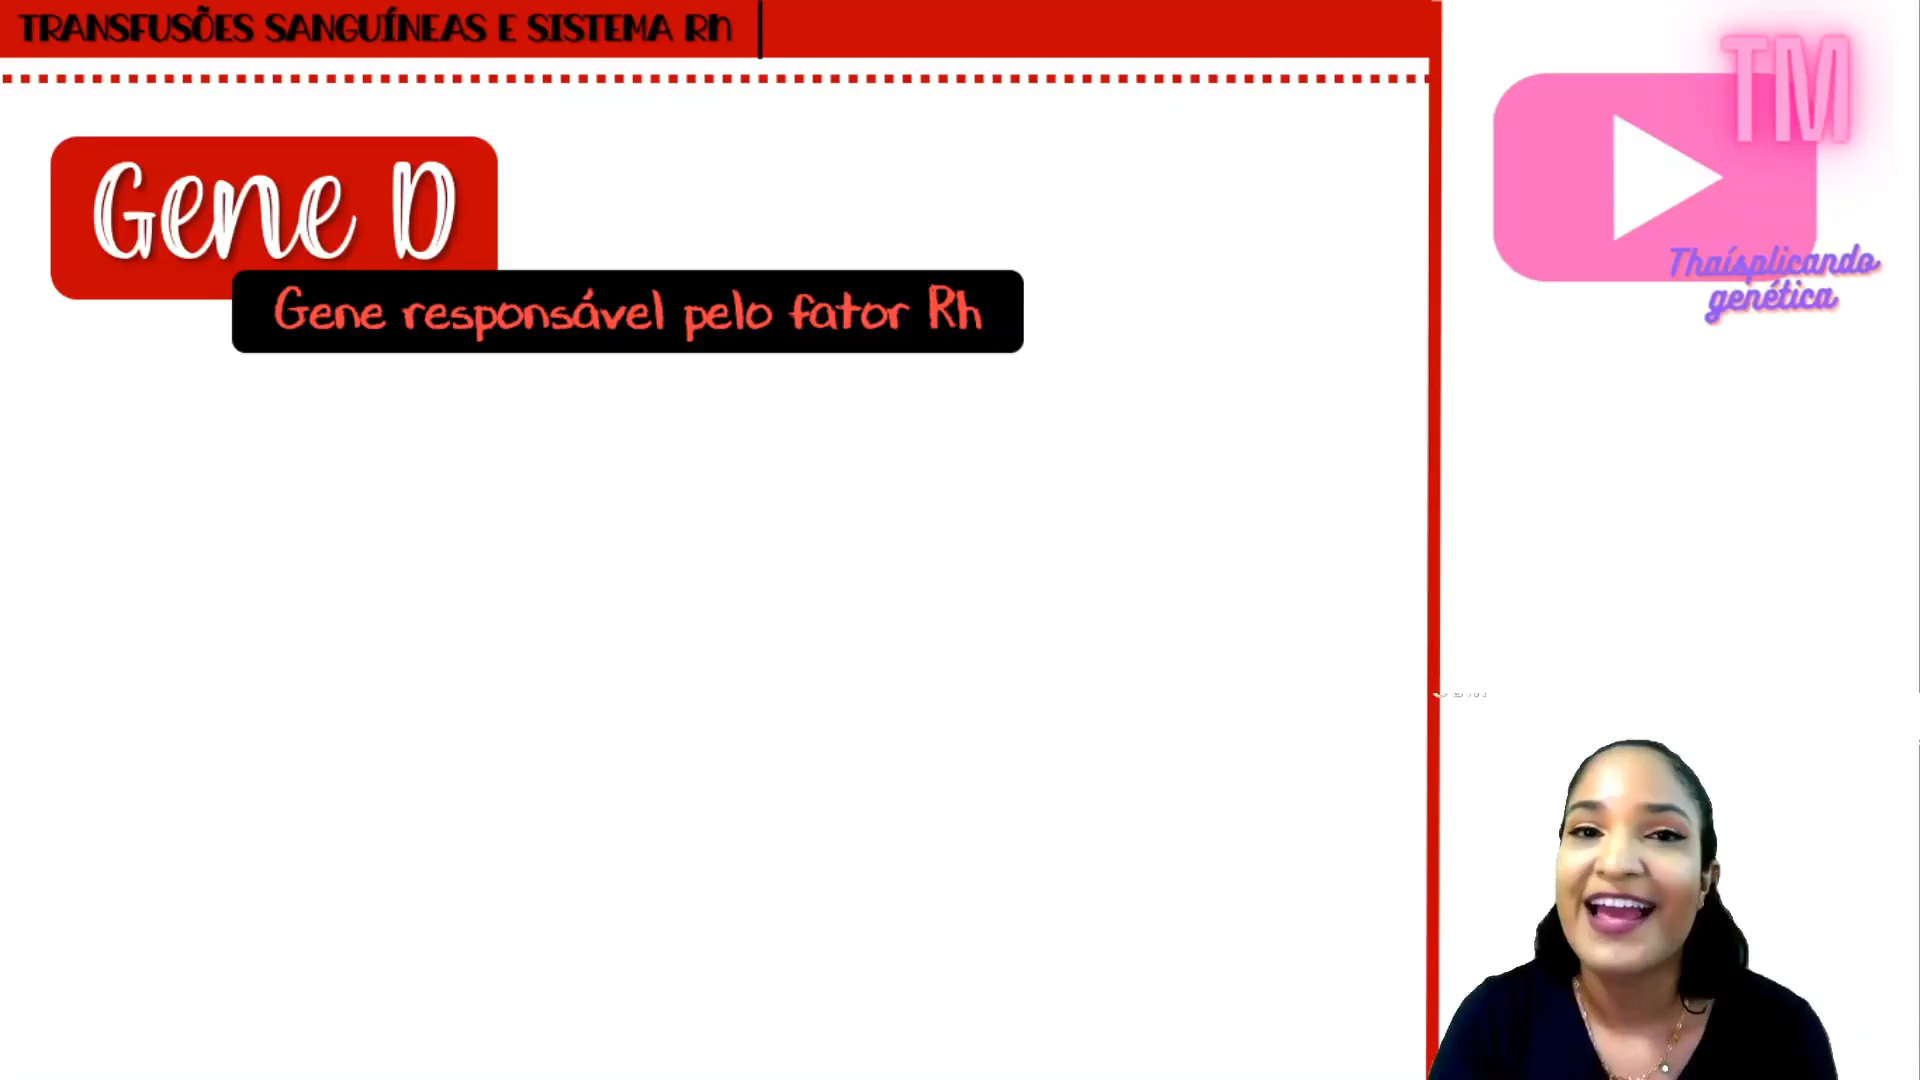 TRANSFUSÕES SANGUÍNEAS E SISTEMA Rh
TM
Gene D
Gene responsável pelo fator Rh
Thaísplicando
genética